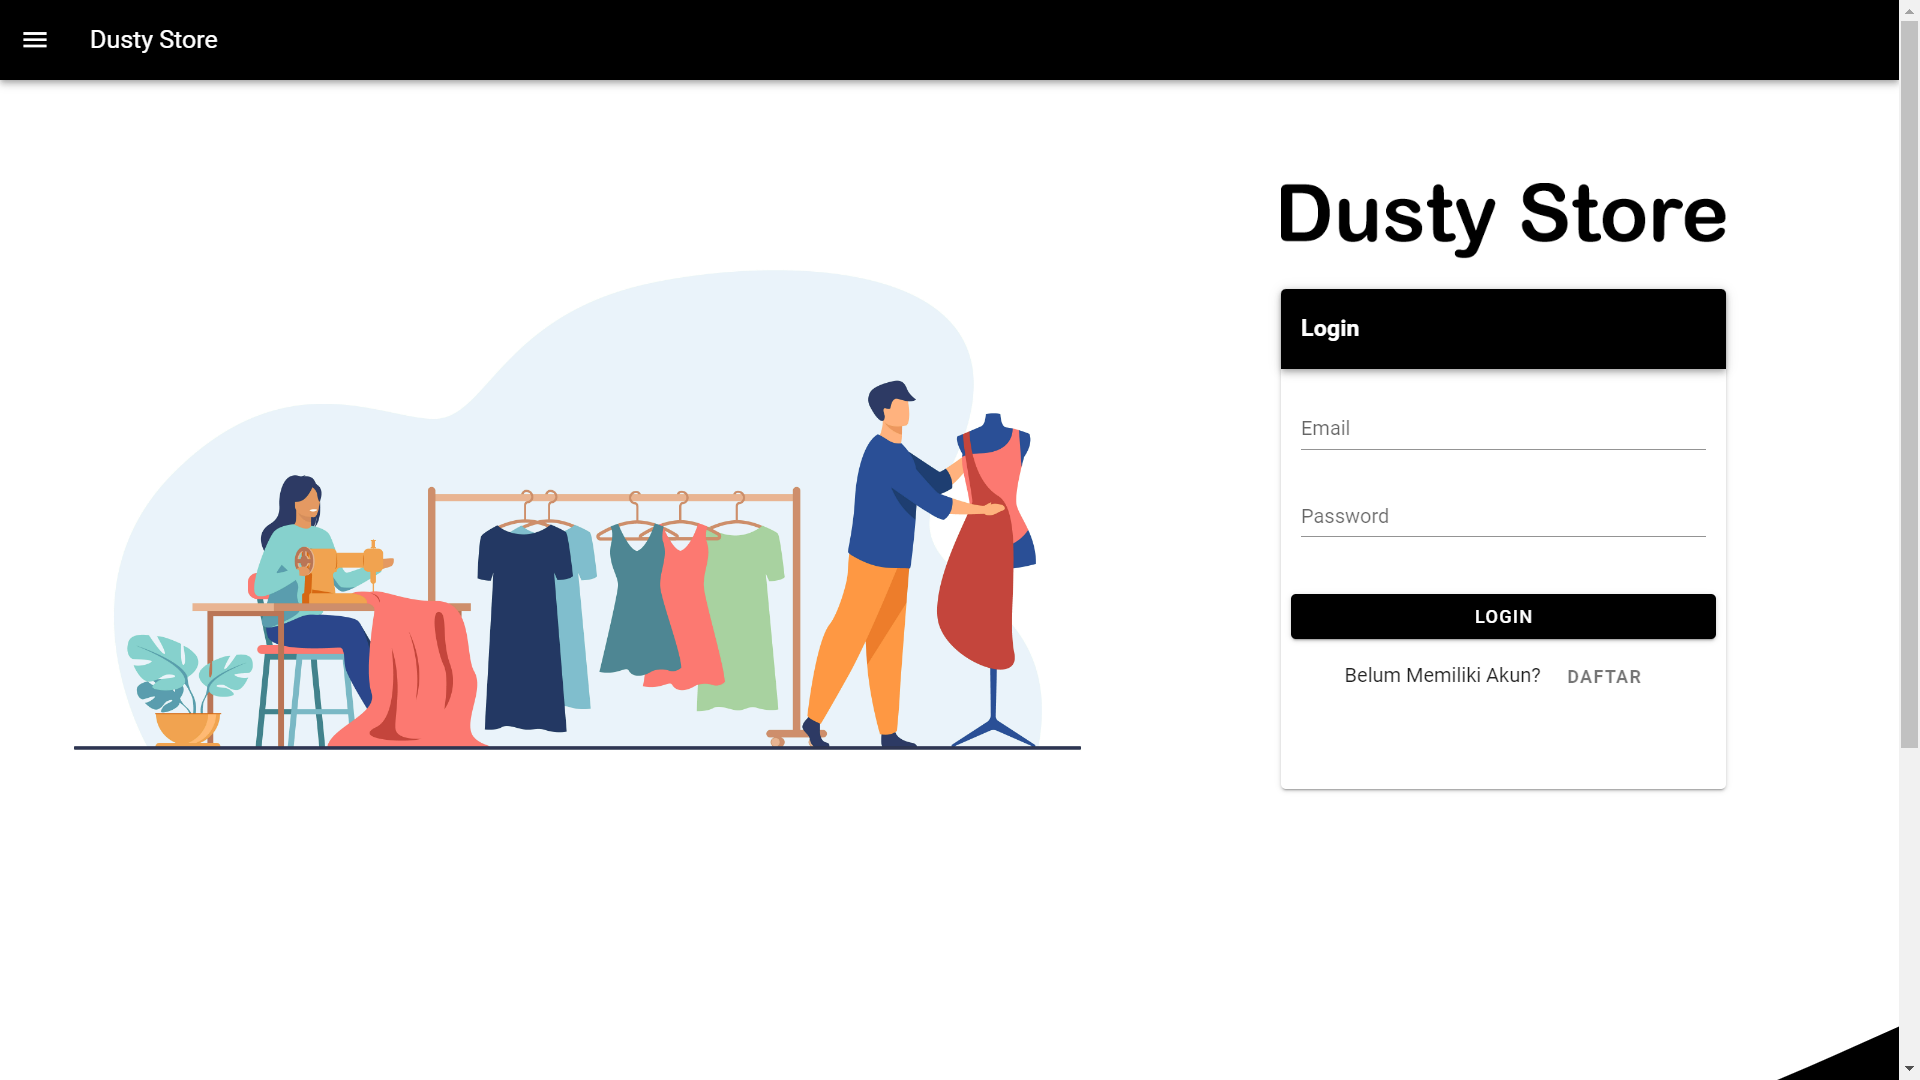 Dusty Store
Dusty Store
Login
Email
Password
LOGIN
Belum Memiliki Akun? DAFTAR